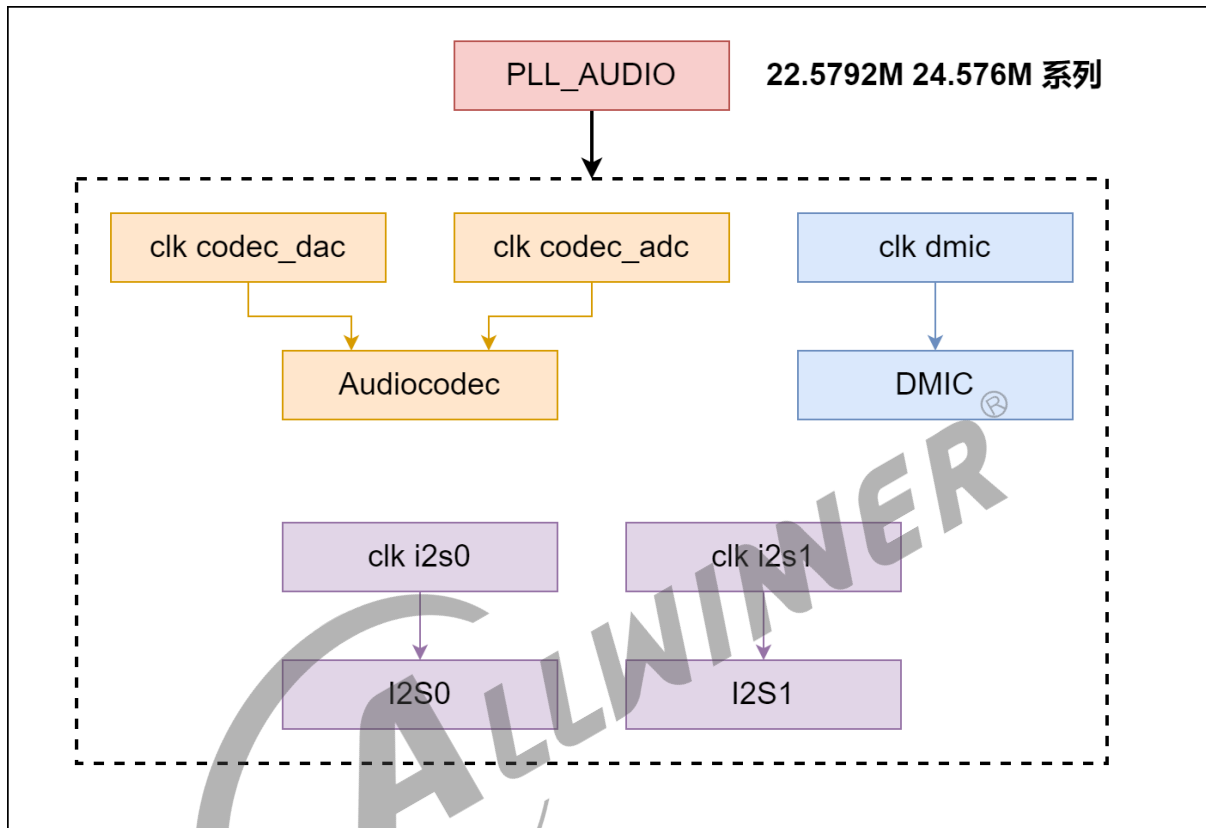 PLL_AUDIO 22.5792M 24.576M 系列
clk codec_dac clk codec_adc clk dmic
Audiocodec DMIC
®
clk i2s0 clk i2s1
ALLWINNER
I2S0 I2S1